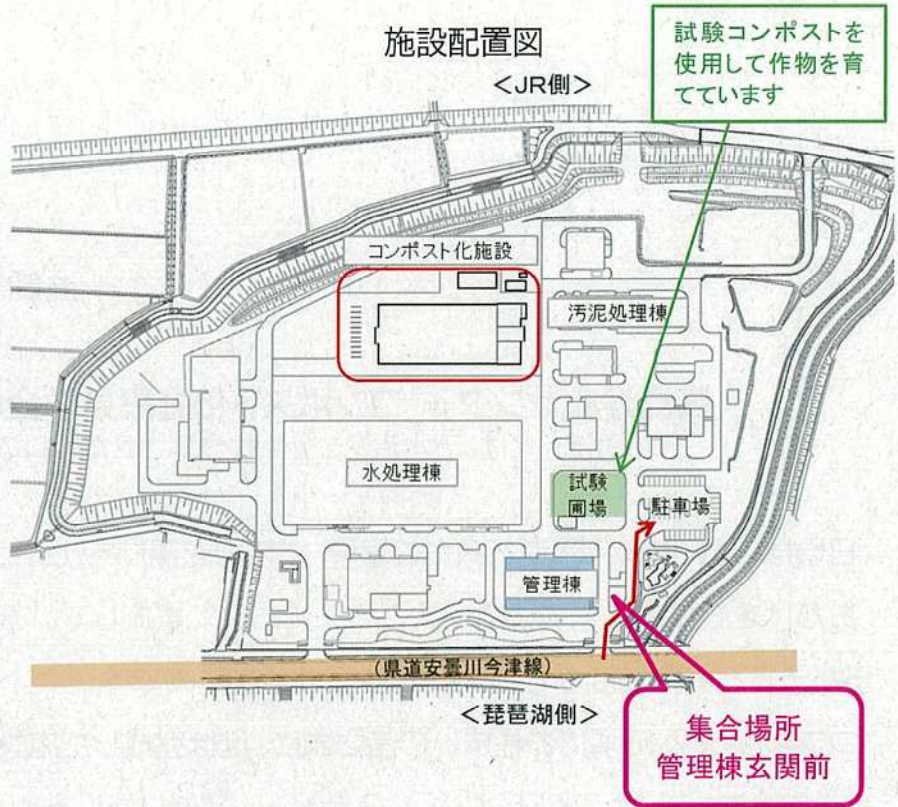 施設配置図
<JR側>
試験コンポストを
使用して作物を育
てています
コンポスト化施設
汚泥処理棟
水処理棟
試験
圃場
駐車場
管理棟
(県道安曇川今津線)
<琵琶湖側>
集合場所
管理棟玄関前